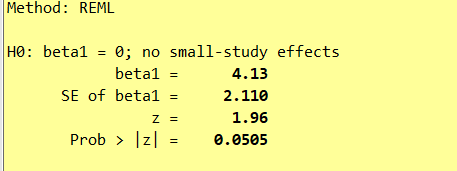 Method: REML
H0: beta1 = 0; no small-study effects
beta1 = 4.13
SE of beta1 = 2.110
z = 1.96
Prob > |z| = 0.0505